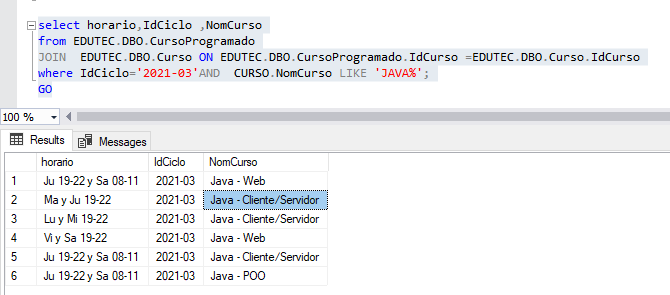 select horario,IdCiclo ,NomCurso
from EDUTEC.DBO.CursoProgramado
JOIN  EDUTEC.DBO.Curso ON EDUTEC.DBO.CursoProgramado.IdCurso =EDUTEC.DBO.Curso.IdCurso
where IdCiclo='2021-03'AND  CURSO.NomCurso LIKE 'JAVA%';
GO
100 %
Results Messages
horario IdCiclo NomCurso
1 Ju 19-22 y Sa 08-11 2021-03 Java - Web
2 Ma y Ju 19-22 2021-03 Java - Cliente/Servidor
3 Lu y Mi 19-22 2021-03 Java - Cliente/Servidor
4 Vi y Sa 19-22 2021-03 Java - Web
5 Ju 19-22 y Sa 08-11 2021-03 Java - Cliente/Servidor
6 Ju 19-22 y Sa 08-11 2021-03 Java - POO